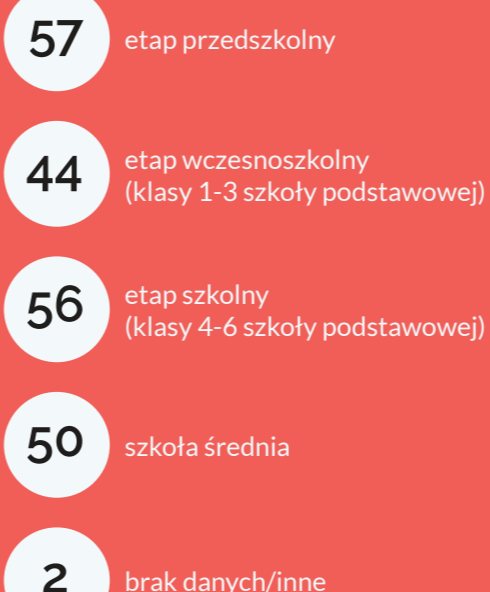 57 etap przedszkolny
44 etap wczesnoszkolny
(klasy 1-3 szkoły podstawowej)
56 etap szkolny
(klasy 4-6 szkoły podstawowej)
50 szkoła średnia
2 brak danych/inne